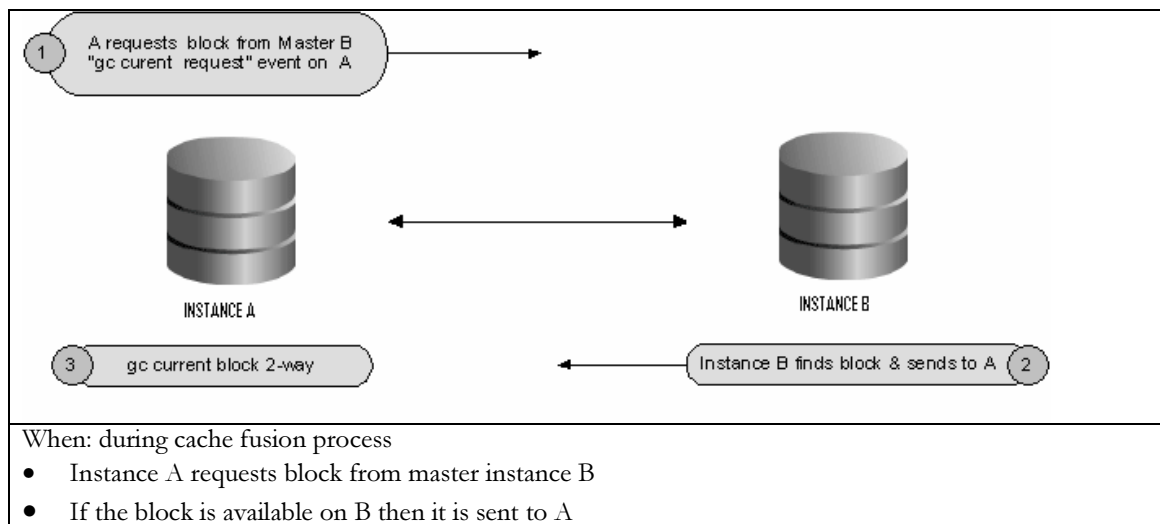 1
A requests block from Master B
"gc curent request" event on A
INSTANCE A
INSTANCE B
3
gc current block 2-way
Instance B finds block & sends to A
2
When: during cache fusion process
• Instance A requests block from master instance B
• If the block is available on B then it is sent to A